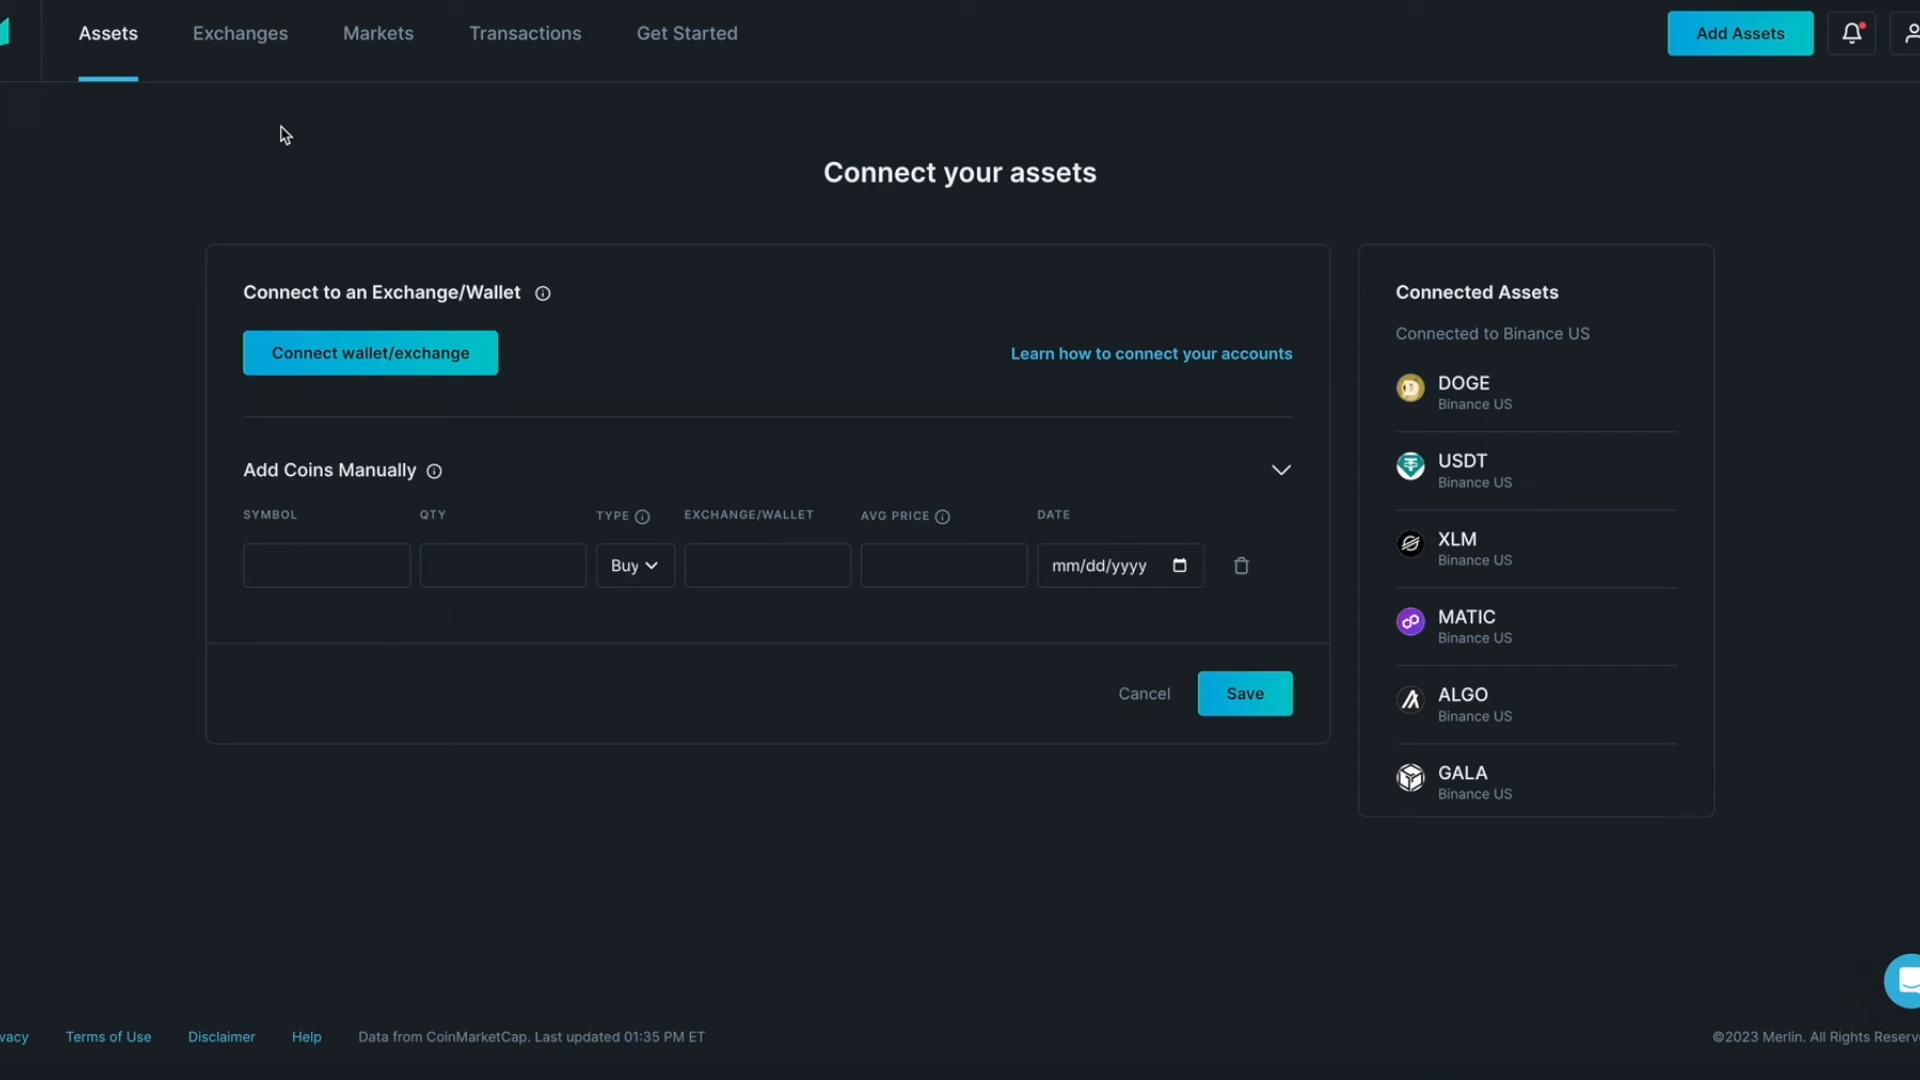 Assets
Exchanges
Markets
Transactions
Get Started
Add Assets
Connect your assets
Connect to an Exchange/Wallet
Connect wallet/exchange
Learn how to connect your accounts
Add Coins Manually
SYMBOL
QTY
TYPE
EXCHANGE/WALLET
AVG PRICE
DATE
Buy
mm/dd/yyyy
Cancel
Save
Connected Assets
Connected to Binance US
DOGE
Binance US
USDT
Binance US
XLM
Binance US
MATIC
Binance US
ALGO
Binance US
GALA
Binance US
vacy
Terms of Use
Disclaimer
Help
Data from CoinMarketCap. Last updated 01:35 PM ET
©2023 Merlin. All Rights Reserv